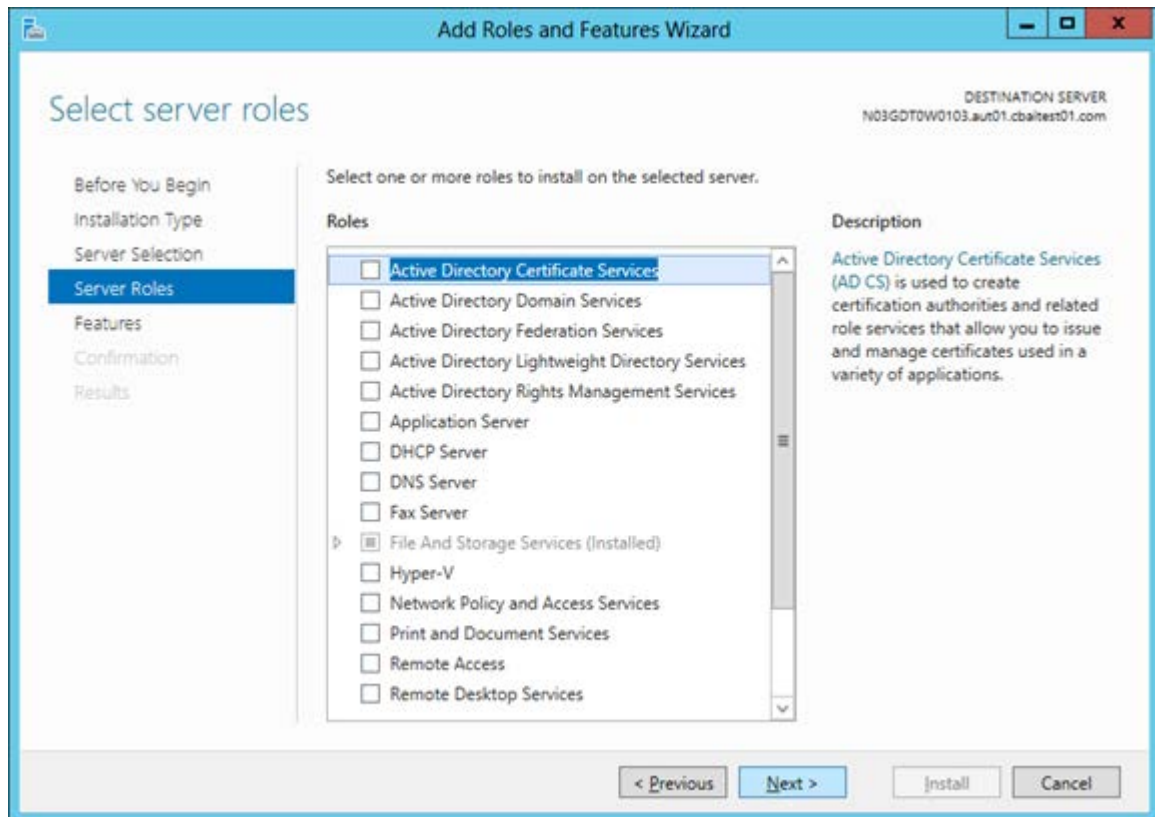 Add Roles and Features Wizard
Select server roles
DESTINATION SERVER
N03GDT0W0103.aut01.cbaitest01.com
Before You Begin
Installation Type
Server Selection
Server Roles
Features
Confirmation
Results
Select one or more roles to install on the selected server.
Roles
Active Directory Certificate Services
Active Directory Domain Services
Active Directory Federation Services
Active Directory Lightweight Directory Services
Active Directory Rights Management Services
Application Server
DHCP Server
DNS Server
Fax Server
File And Storage Services (Installed)
Hyper-V
Network Policy and Access Services
Print and Document Services
Remote Access
Remote Desktop Services
Description
Active Directory Certificate Services
(AD CS) is used to create
certification authorities and related
role services that allow you to issue
and manage certificates used in a
variety of applications.
< Previous
Next >
Install
Cancel